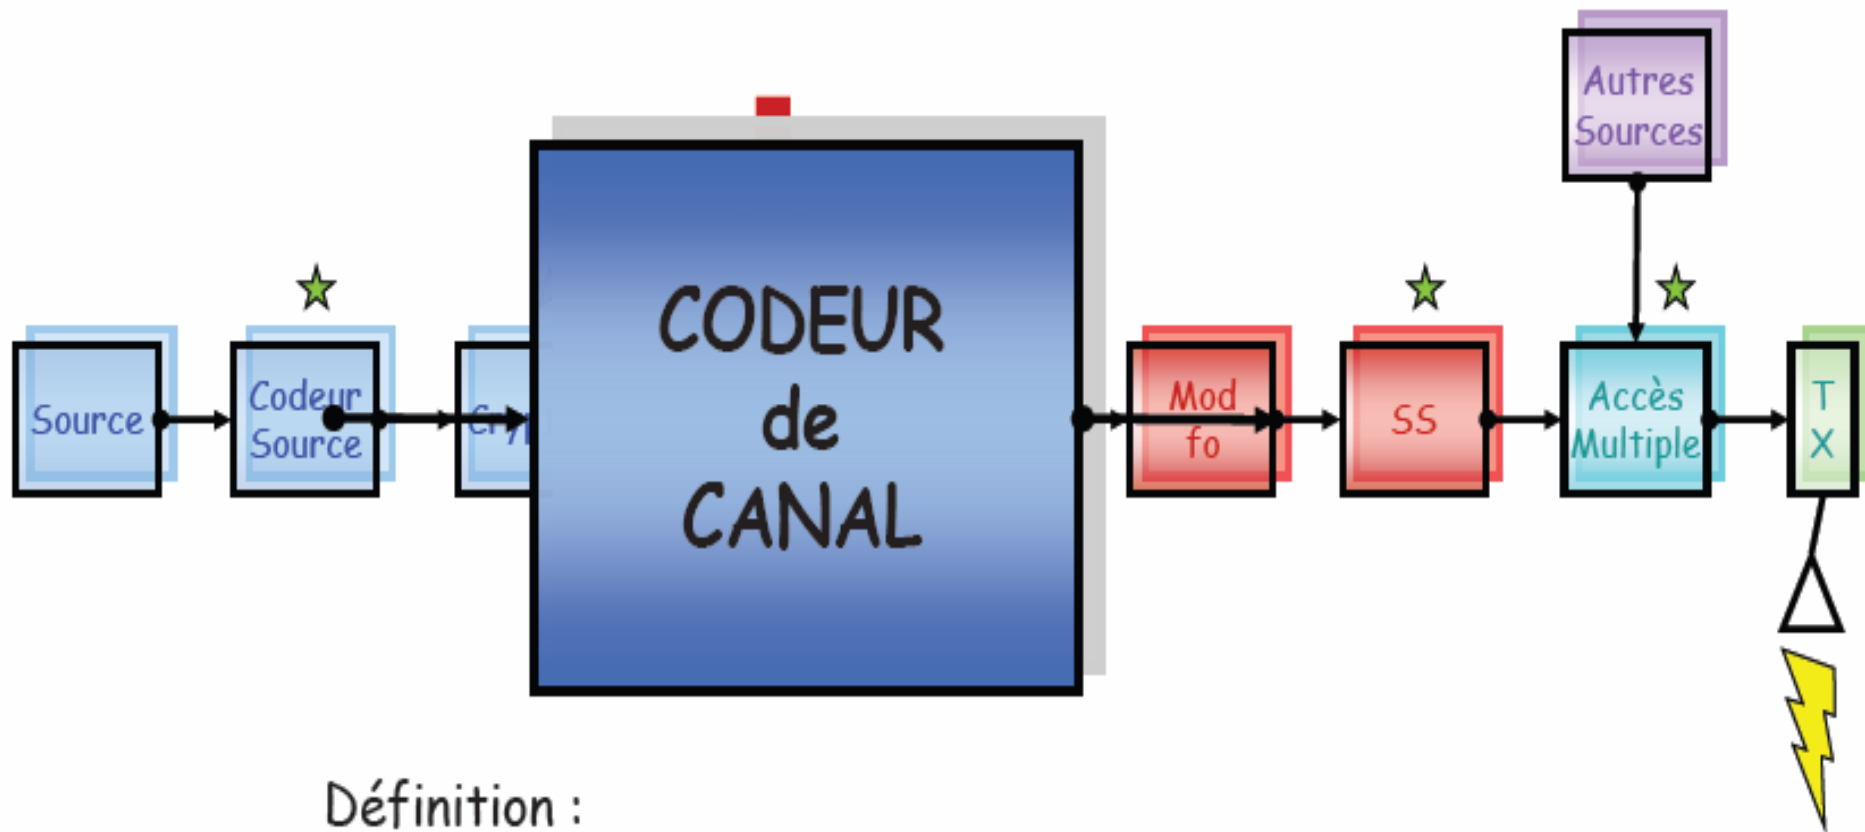 Autres
Sources
Source
Codeur
Source
CODEUR
de
CANAL
Mod
fo
SS
Accès
Multiple
T
X
Définition :